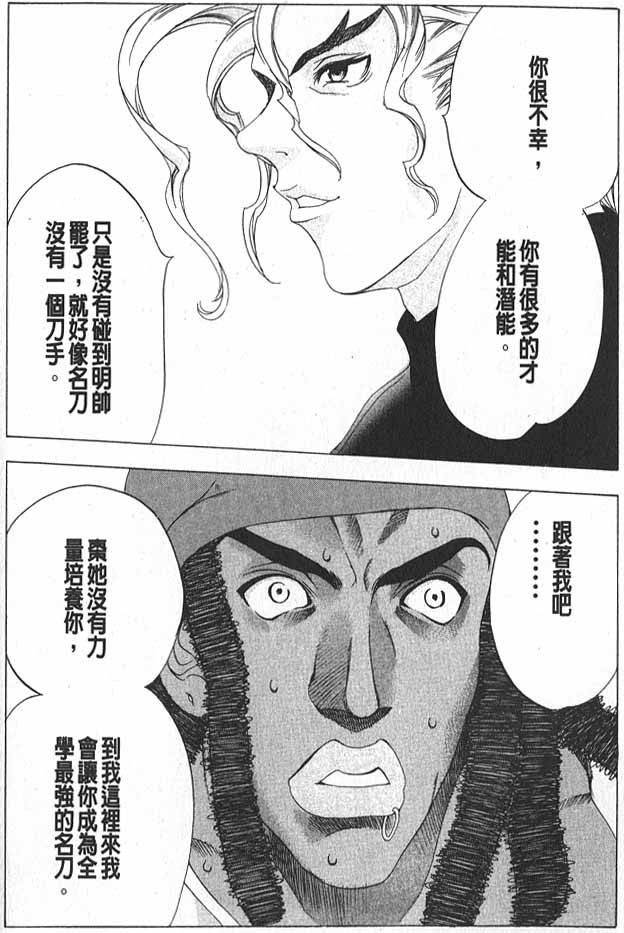 你很不幸，
你有很多的才
能和潛能。
只是沒有碰到明帥
罷了，就好像名刀
沒有一個刀手。
跟著我吧
………
棗她沒有力
量培養你，
到我這裡來我
會讓你成為全
學最強的名刀。